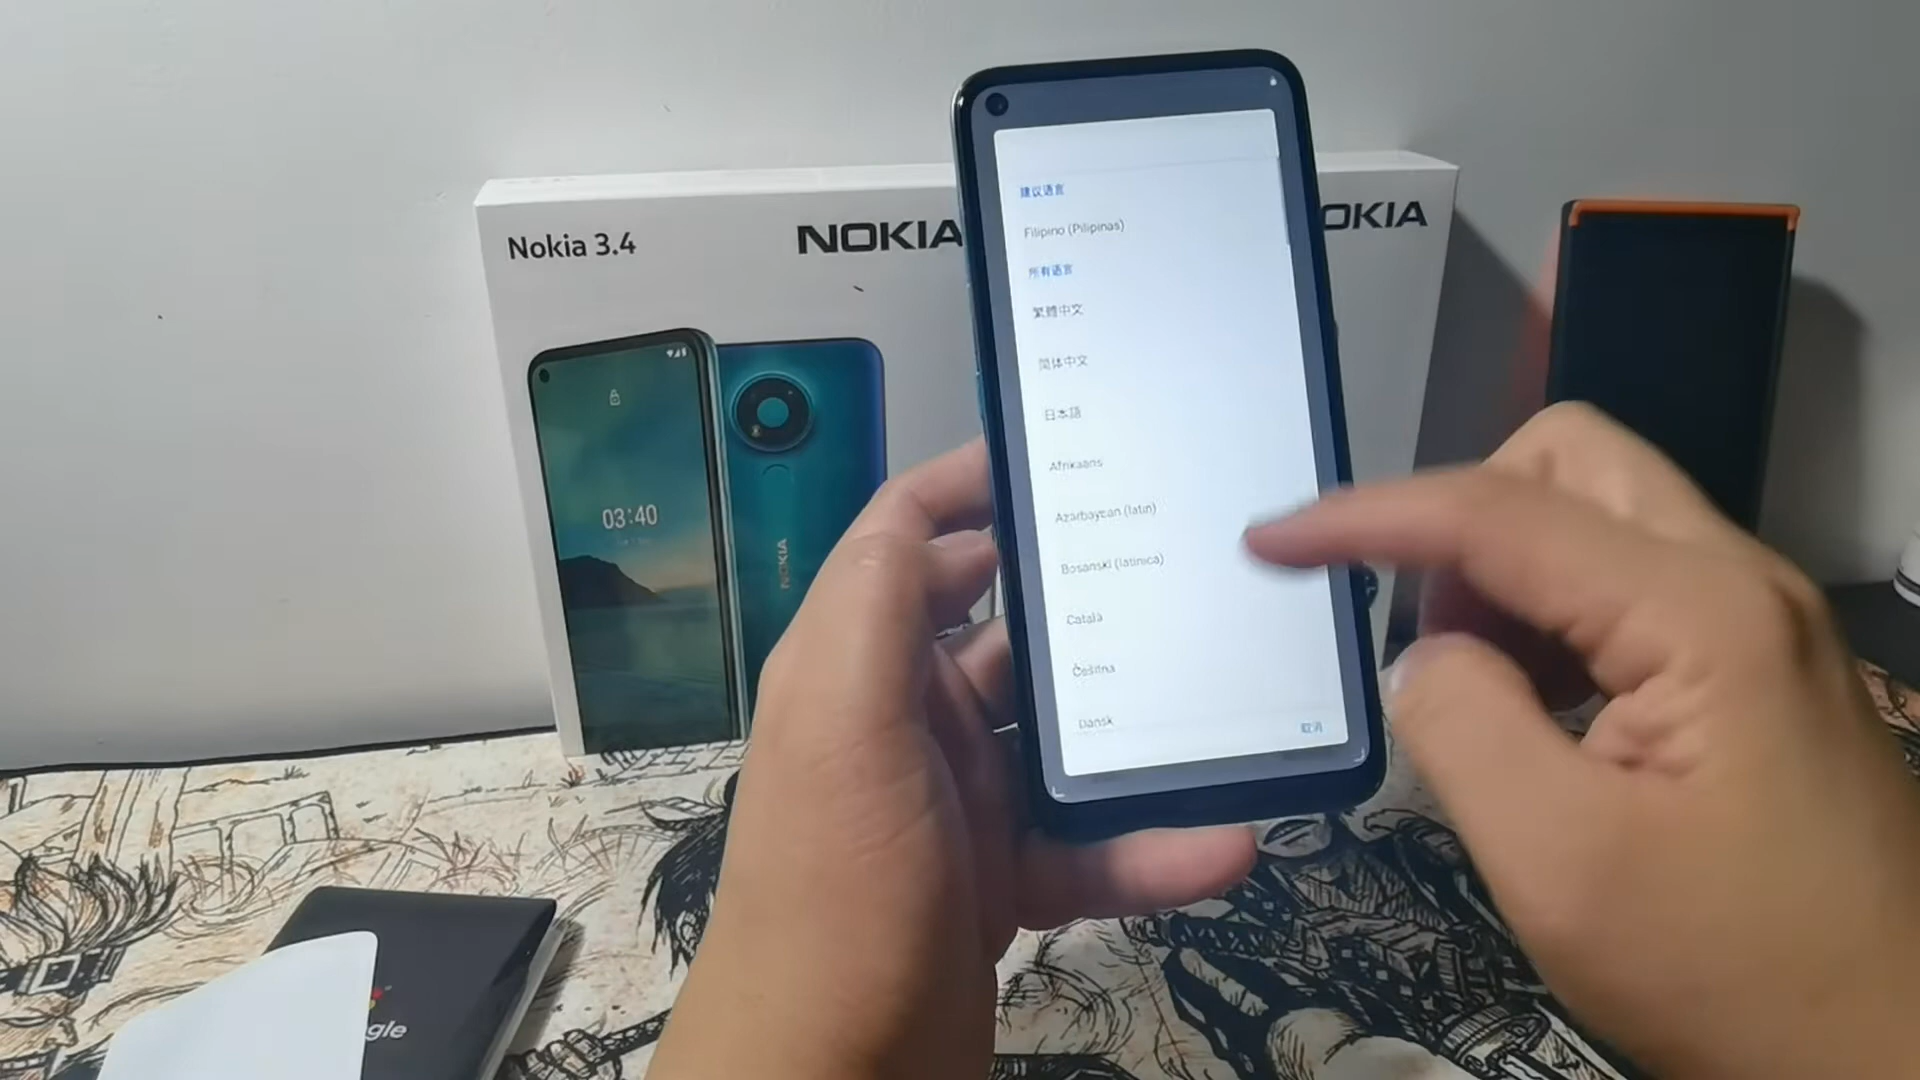 Nokia 3.4
NOKIA
OKIA
03:40
NOKIA
建议语言
Filipino (Pilipinas)
所有语言
繁體中文
简体中文
日本語
Afrikaans
Azərbaycan (latın)
Bosanski (latinica)
Català
Čeština
Dansk
取消
gle